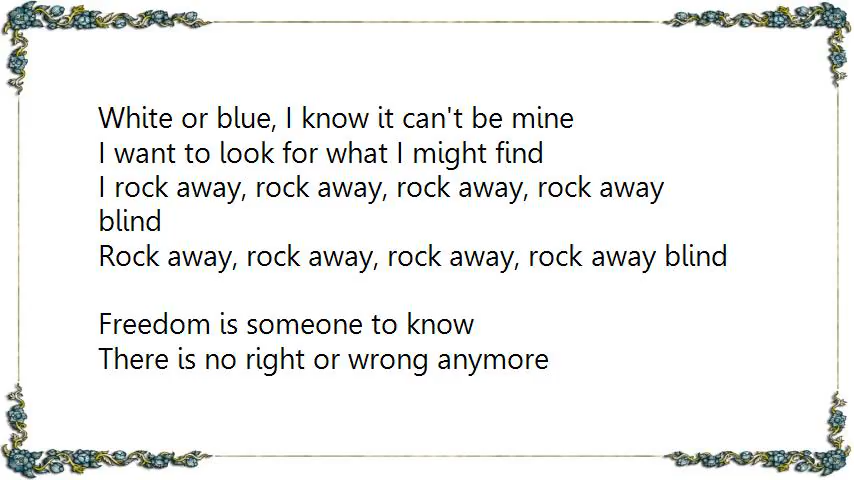 White or blue, I know it can't be mine
I want to look for what I might find
I rock away, rock away, rock away, rock away
blind
Rock away, rock away, rock away, rock away blind
Freedom is someone to know
There is no right or wrong anymore